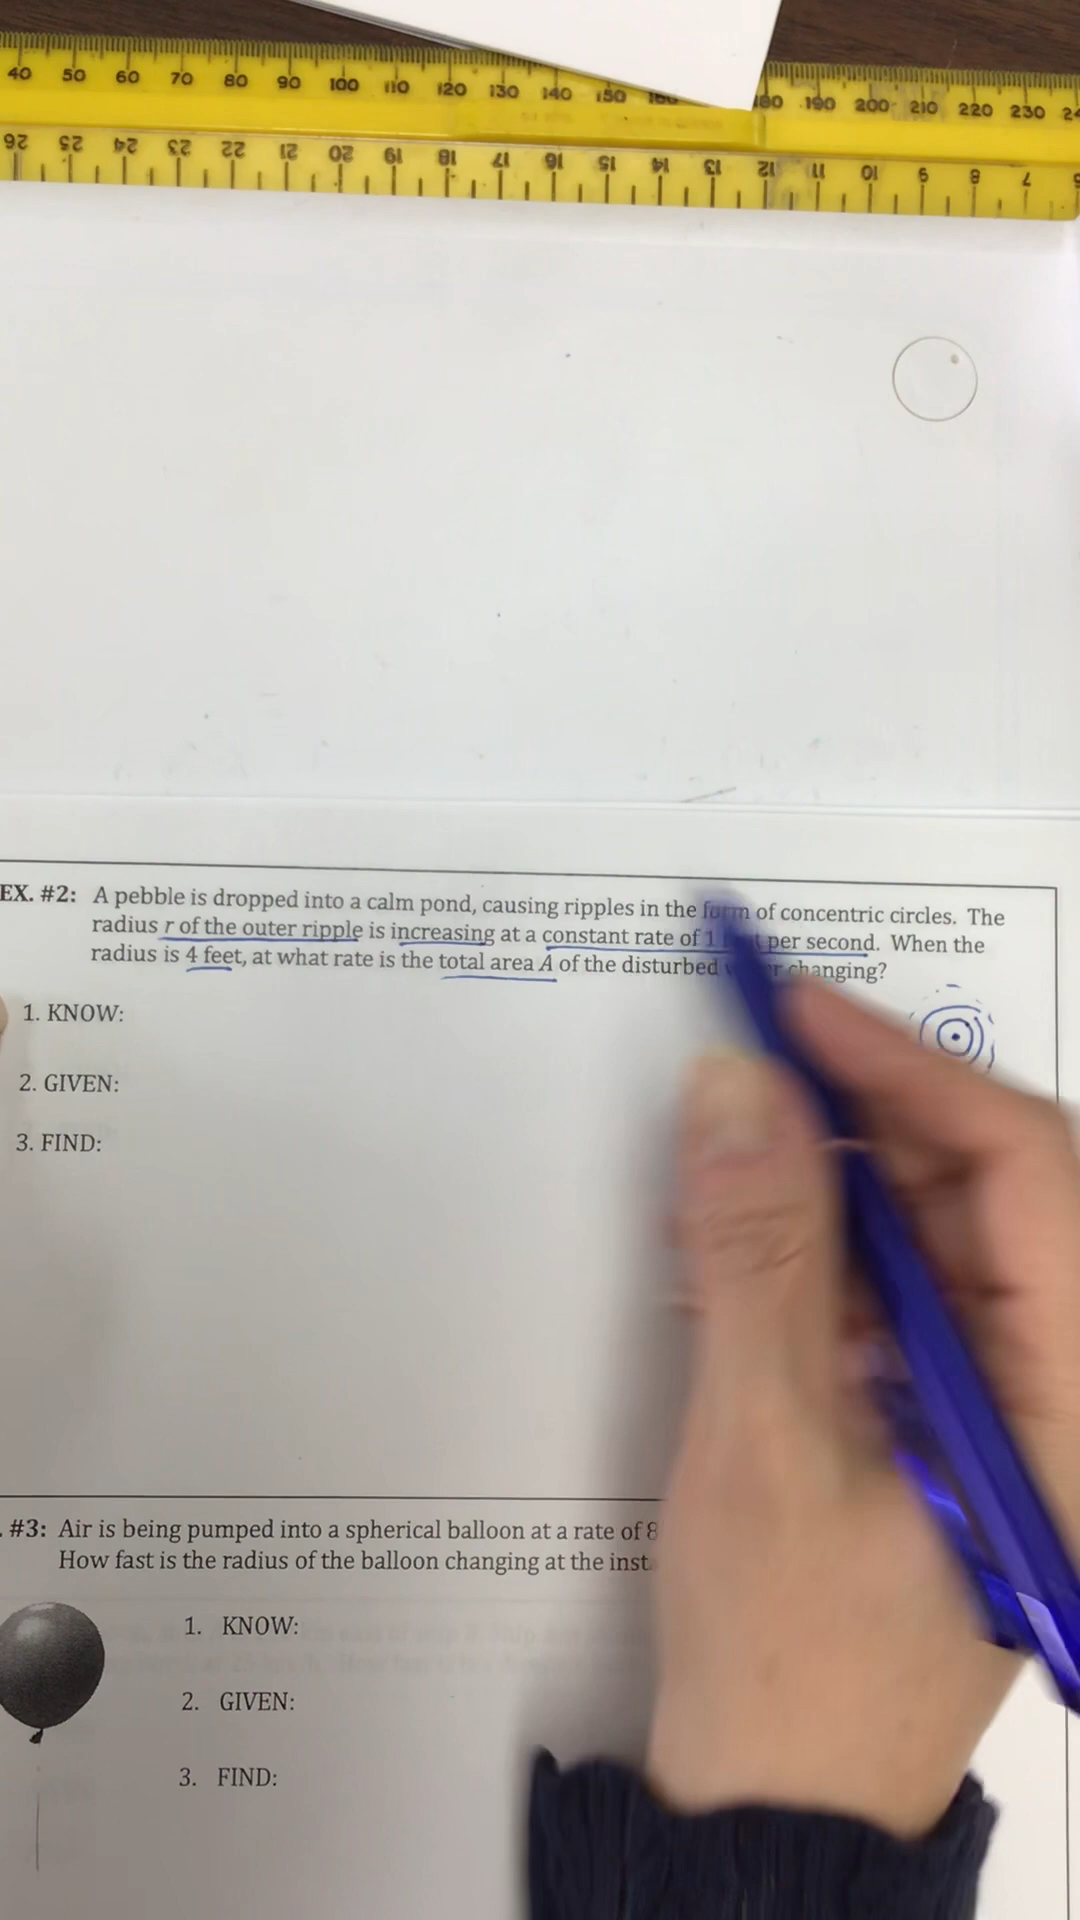 40 50 60 70 80 90 100 110 120 130 140 150 160 180 190 200 210 220 230
26 25 24 23 22 21 20 19 18 17 16 15 14 13 12 11 10 9 8 7
EX. #2: A pebble is dropped into a calm pond, causing ripples in the form of concentric circles. The
radius r of the outer ripple is increasing at a constant rate of 1 per second. When the
radius is 4 feet, at what rate is the total area A of the disturbed changing?
1. KNOW:
2. GIVEN:
3. FIND:
#3: Air is being pumped into a spherical balloon at a rate of 8
How fast is the radius of the balloon changing at the
1. KNOW:
2. GIVEN:
3. FIND: